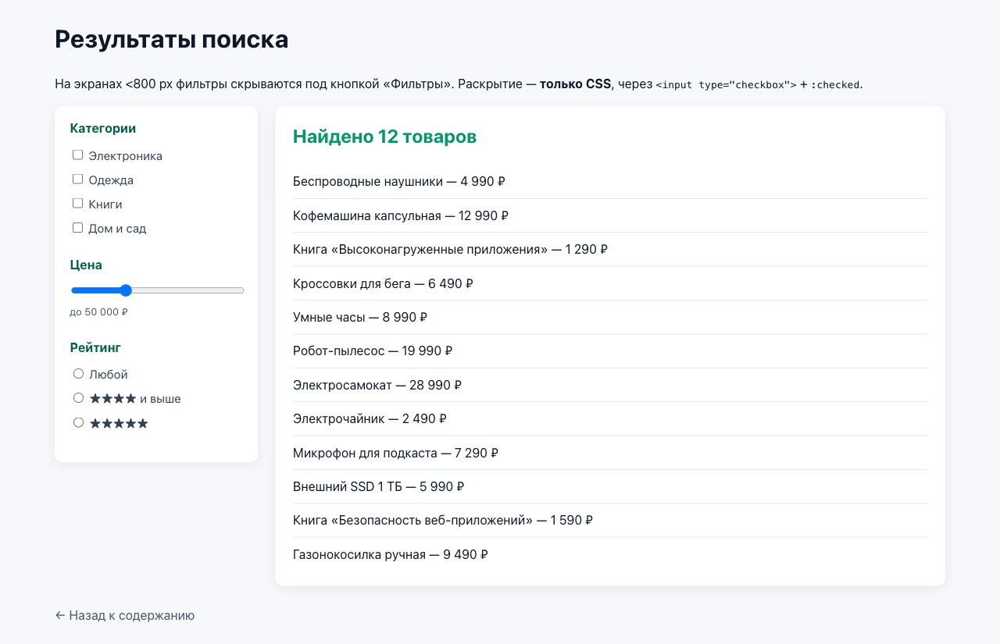 Результаты поиска
На экранах <800 px фильтры скрываются под кнопкой «Фильтры». Раскрытие — только CSS, через <input type="checkbox"> + :checked.
Категории
Электроника
Одежда
Книги
Дом и сад
Цена
до 50 000 ₽
Рейтинг
Любой
★★★★ и выше
★★★★★
Найдено 12 товаров
Беспроводные наушники — 4 990 ₽
Кофемашина капсульная — 12 990 ₽
Книга «Высоконагруженные приложения» — 1 290 ₽
Кроссовки для бега — 6 490 ₽
Умные часы — 8 990 ₽
Робот-пылесос — 19 990 ₽
Электросамокат — 28 990 ₽
Электрочайник — 2 490 ₽
Микрофон для подкаста — 7 290 ₽
Внешний SSD 1 ТБ — 5 990 ₽
Книга «Безопасность веб-приложений» — 1 590 ₽
Газонокосилка ручная — 9 490 ₽
← Назад к содержанию